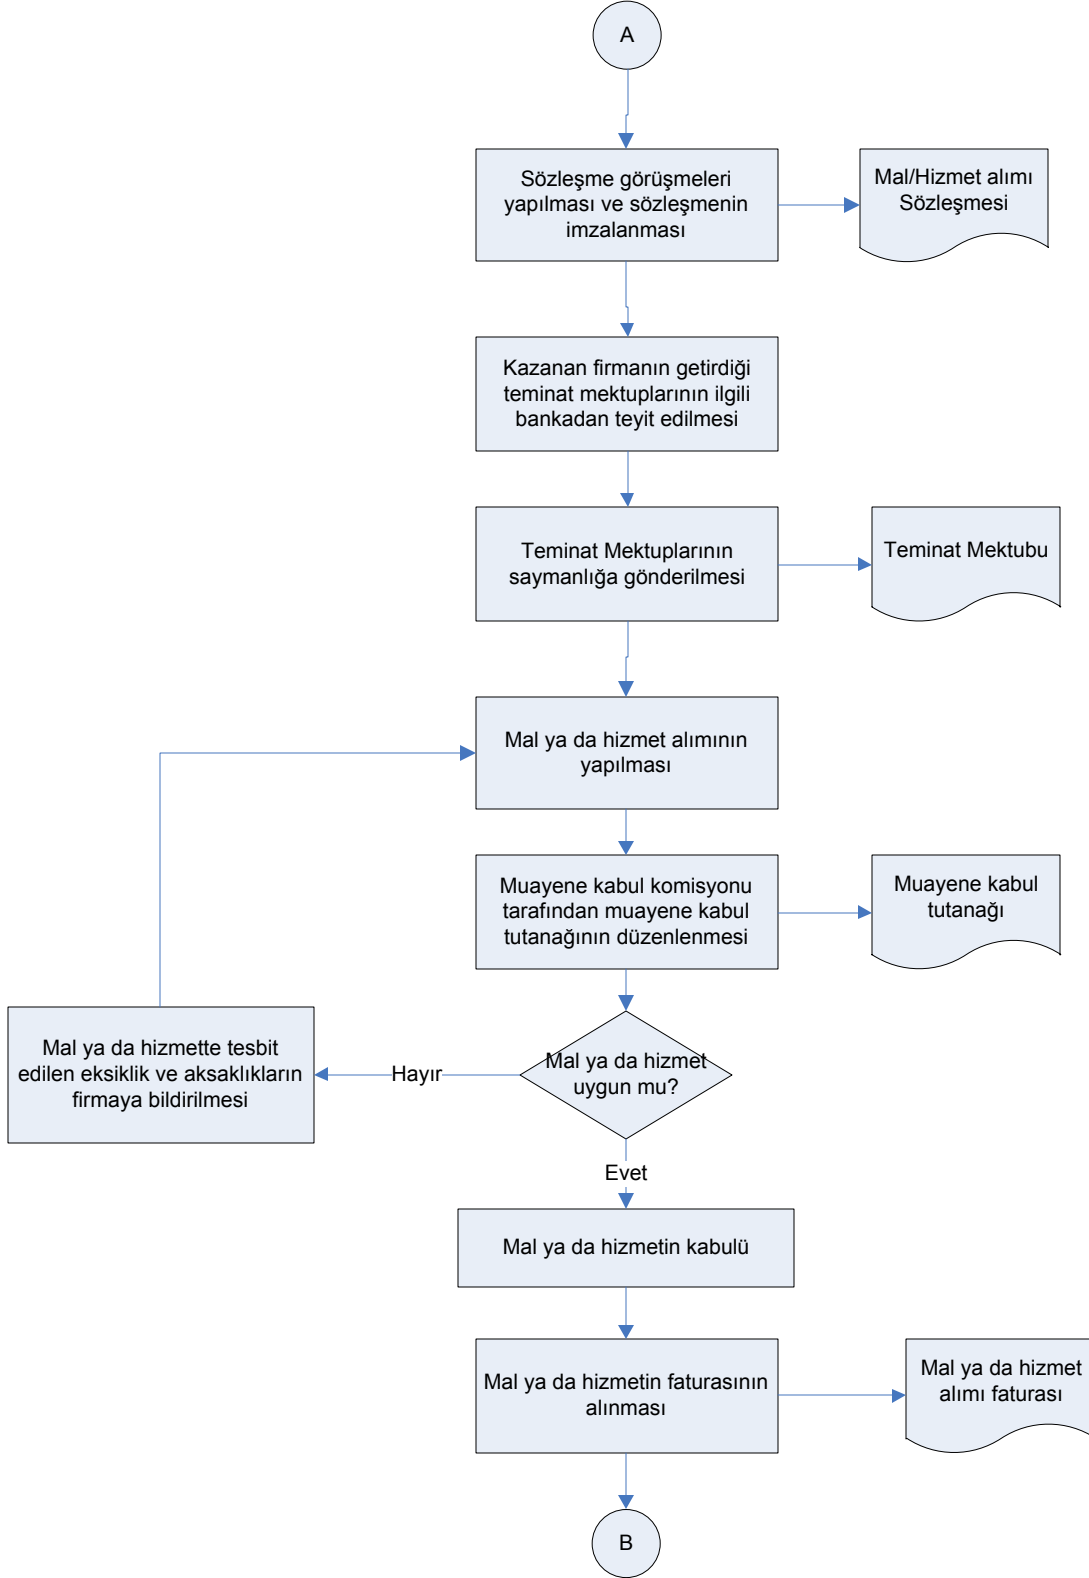 A
Sözleşme görüşmeleri
yapılması ve sözleşmenin
imzalanması
Mal/Hizmet alımı
Sözleşmesi
Kazanan firmanın getirdiği
teminat mektuplarının ilgili
bankadan teyit edilmesi
Teminat Mektuplarının
saymanlığa gönderilmesi
Teminat Mektubu
Mal ya da hizmet alımının
yapılması
Muayene kabul komisyonu
tarafından muayene kabul
tutanağının düzenlenmesi
Muayene kabul
tutanağı
Mal ya da hizmette tesbit
edilen eksiklik ve aksaklıkların
firmaya bildirilmesi
Hayır
Mal ya da hizmet
uygun mu?
Evet
Mal ya da hizmetin kabulü
Mal ya da hizmetin faturasının
alınması
Mal ya da hizmet
alımı faturası
B